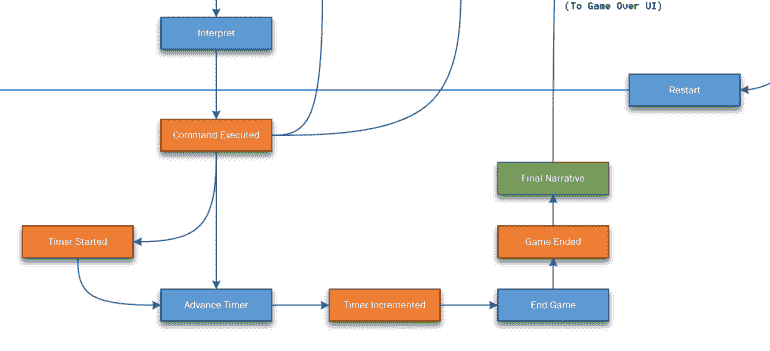 (To Game Over UI)
Interpret
Restart
Command Executed
Final Narrative
Timer Started
Game Ended
Advance Timer
Timer Incremented
End Game